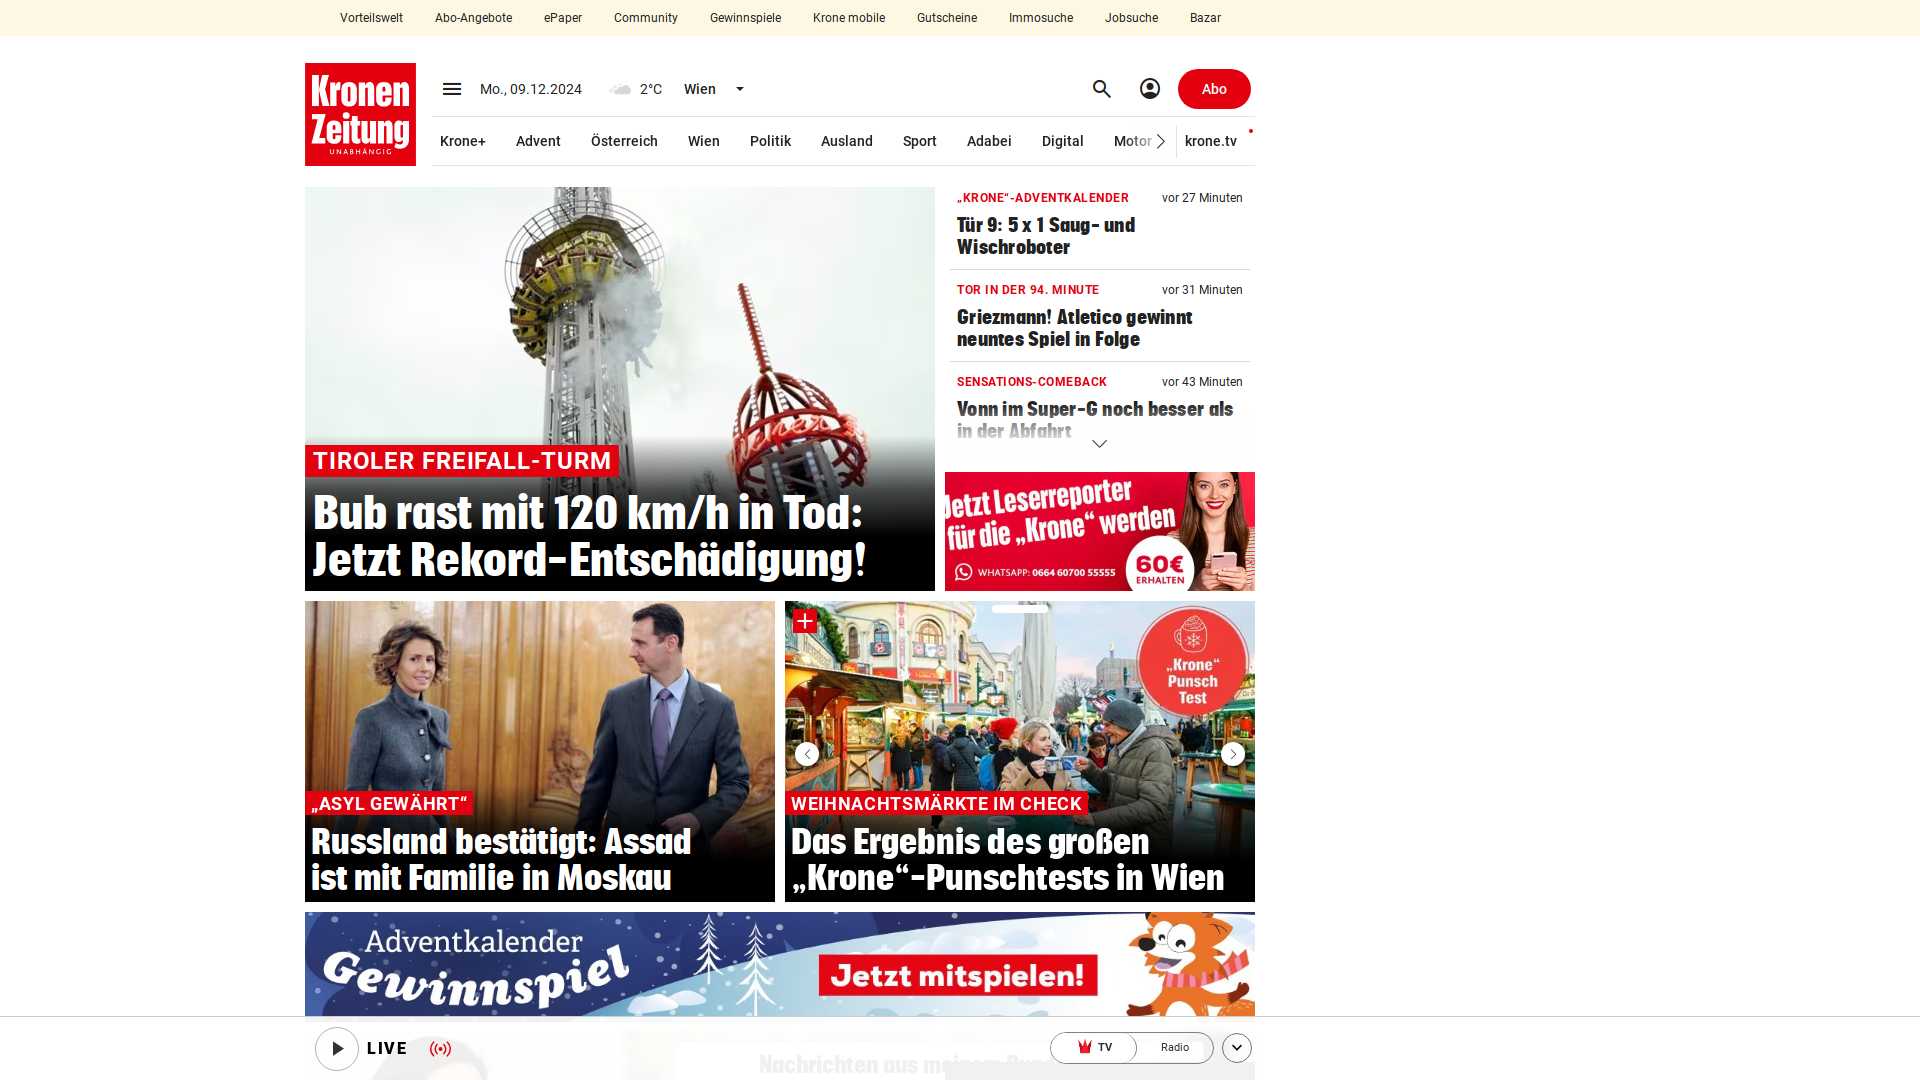 Vorteilswelt Abo-Angebote ePaper Community Gewinnspiele Krone mobile Gutscheine Immosuche Jobsuche Bazar
Kronen
Zeitung
UNABHÄNGIG
Mo., 09.12.2024 2°C Wien
Abo
Krone+ Advent Österreich Wien Politik Ausland Sport Adabei Digital Motor krone.tv
TIROLER FREIFALL-TURM
Bub rast mit 120 km/h in Tod:
Jetzt Rekord-Entschädigung!
„KRONE“-ADVENTKALENDER vor 27 Minuten
Tür 9: 5 x 1 Saug- und
Wischroboter
TOR IN DER 94. MINUTE vor 31 Minuten
Griezmann! Atletico gewinnt
neuntes Spiel in Folge
SENSATIONS-COMEBACK vor 43 Minuten
Vonn im Super-G noch besser als
in der Abfahrt
Jetzt Leserreporter
für die „Krone“ werden
WHATSAPP: 0664 60700 55555
60€
ERHALTEN
„ASYL GEWÄHRT“
Russland bestätigt: Assad
ist mit Familie in Moskau
„Krone“
Punsch
Test
WEIHNACHTSMÄRKTE IM CHECK
Das Ergebnis des großen
„Krone“-Punschtests in Wien
Adventkalender
Gewinnspiel
Jetzt mitspielen!
LIVE
TV Radio
Nachrichten aus meinem